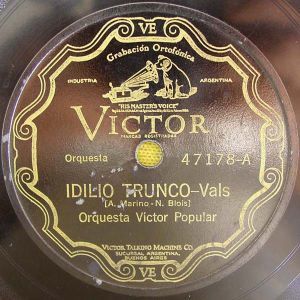 VE
Grabación Ortofónica
INDUSTRIA ARGENTINA
"HIS MASTER'S VOICE"
VICTOR
MARCAS REGISTRADAS
Orquesta 47178-A
IDILIO TRUNCO-Vals
[A. Marino-N. Blois]
Orquesta Victor Popular
VICTOR TALKING MACHINE CO.
SUCURSAL ARGENTINA,
BUENOS AIRES
VE